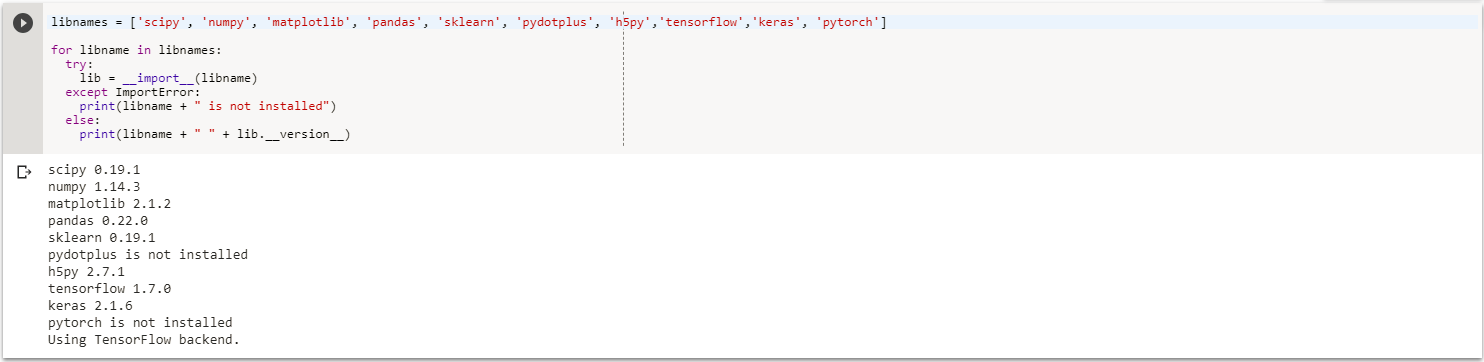 libnames = ['scipy', 'numpy', 'matplotlib', 'pandas', 'sklearn', 'pydotplus', 'h5py','tensorflow','keras', 'pytorch']
for libname in libnames:
try:
lib = __import__(libname)
except ImportError:
print(libname + " is not installed")
else:
print(libname + " " + lib.__version__)
scipy 0.19.1
numpy 1.14.3
matplotlib 2.1.2
pandas 0.22.0
sklearn 0.19.1
pydotplus is not installed
h5py 2.7.1
tensorflow 1.7.0
keras 2.1.6
pytorch is not installed
Using TensorFlow backend.